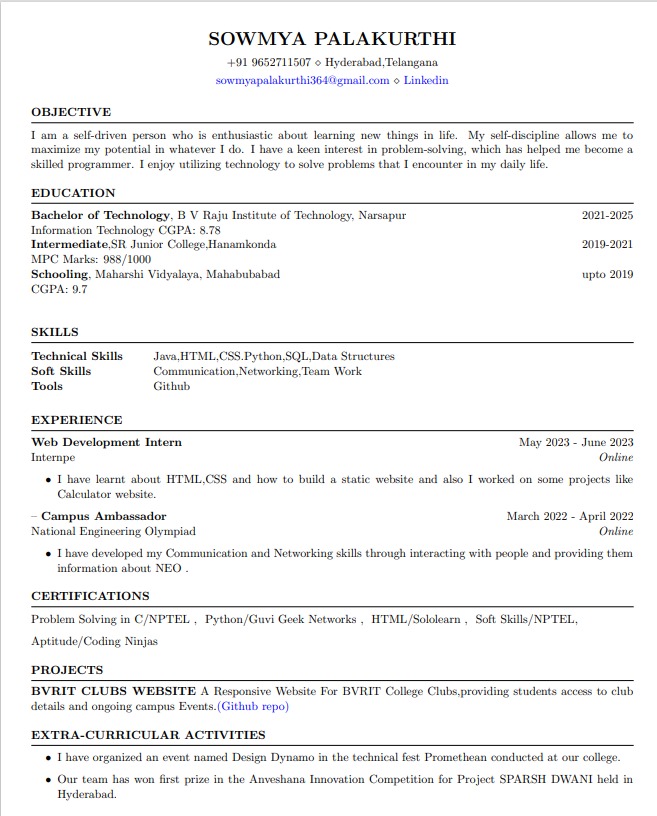 SOWMYA PALAKURTHI
+91 9652711507 ⋄ Hyderabad,Telangana
sowmyapalakurthi364@gmail.com ⋄ Linkedin
OBJECTIVE
I am a self-driven person who is enthusiastic about learning new things in life. My self-discipline allows me to
maximize my potential in whatever I do. I have a keen interest in problem-solving, which has helped me become a
skilled programmer. I enjoy utilizing technology to solve problems that I encounter in my daily life.
EDUCATION
Bachelor of Technology, B V Raju Institute of Technology, Narsapur 2021-2025
Information Technology CGPA: 8.78
Intermediate,SR Junior College,Hanamkonda 2019-2021
MPC Marks: 988/1000
Schooling, Maharshi Vidyalaya, Mahabubabad upto 2019
CGPA: 9.7
SKILLS
Technical Skills Java,HTML,CSS.Python,SQL,Data Structures
Soft Skills Communication,Networking,Team Work
Tools Github
EXPERIENCE
Web Development Intern May 2023 - June 2023
Internpe Online
• I have learnt about HTML,CSS and how to build a static website and also I worked on some projects like
Calculator website.
– Campus Ambassador March 2022 - April 2022
National Engineering Olympiad Online
• I have developed my Communication and Networking skills through interacting with people and providing them
information about NEO .
CERTIFICATIONS
Problem Solving in C/NPTEL , Python/Guvi Geek Networks , HTML/Sololearn , Soft Skills/NPTEL,
Aptitude/Coding Ninjas
PROJECTS
BVRIT CLUBS WEBSITE A Responsive Website For BVRIT College Clubs,providing students access to club
details and ongoing campus Events.(Github repo)
EXTRA-CURRICULAR ACTIVITIES
• I have organized an event named Design Dynamo in the technical fest Promethean conducted at our college.
• Our team has won first prize in the Anveshana Innovation Competition for Project SPARSH DWANI held in
Hyderabad.